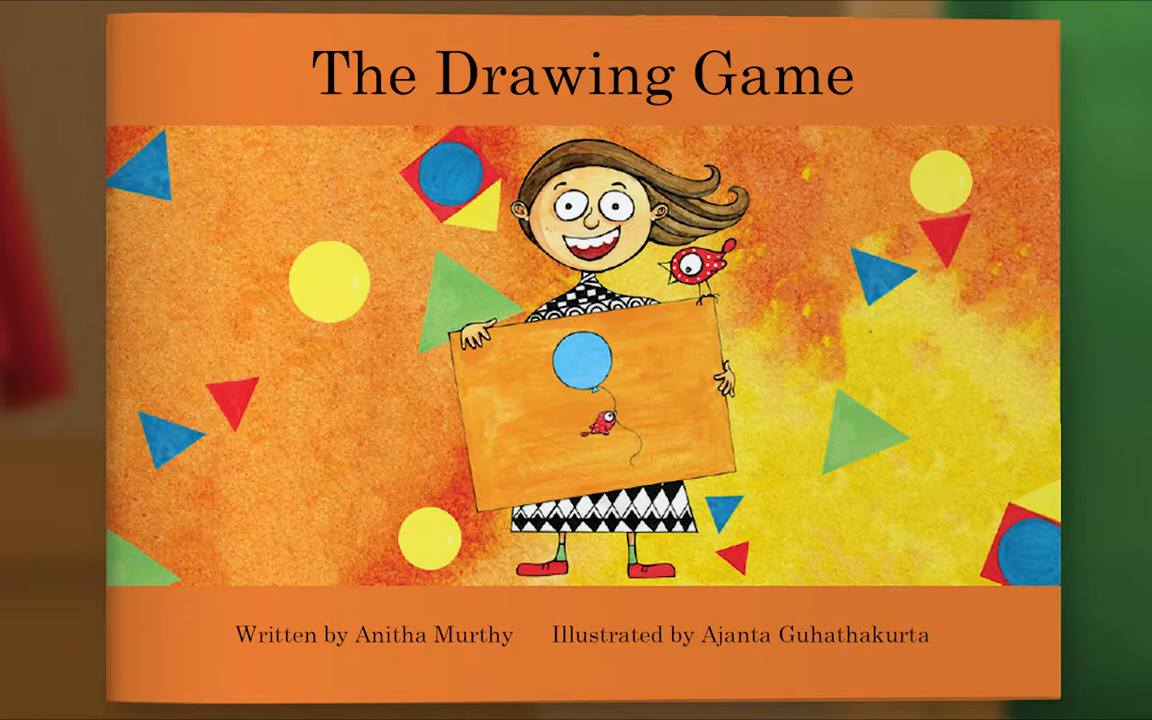 The Drawing Game
Written by Anitha Murthy Illustrated by Ajanta Guhathakurta